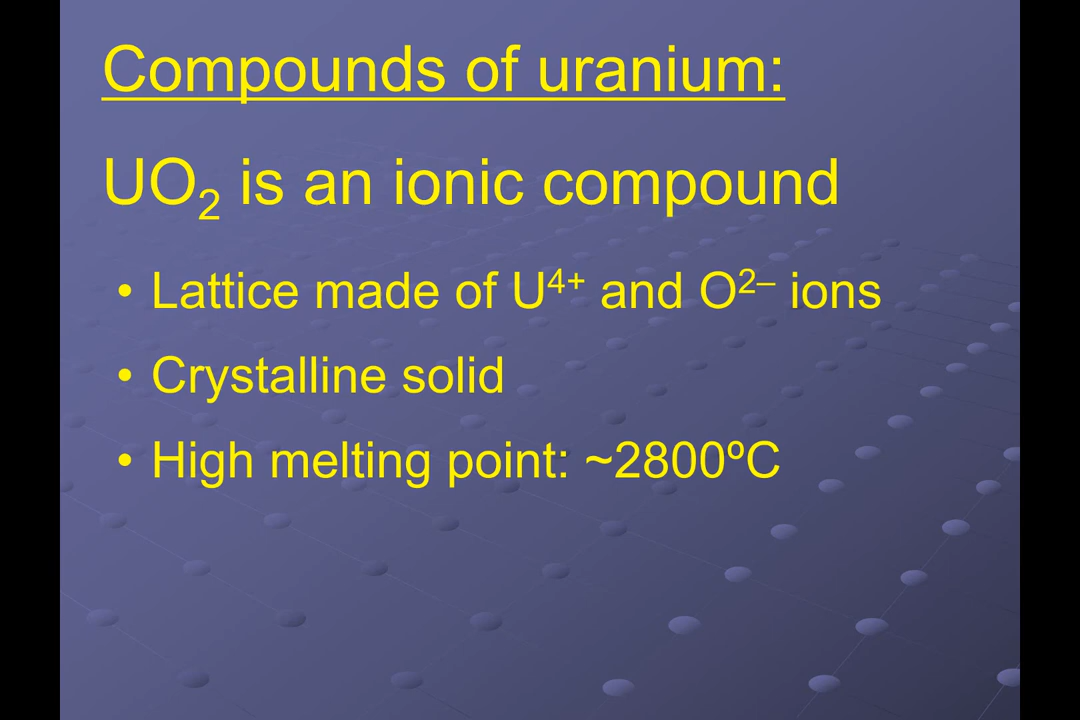 Compounds of uranium:
UO₂ is an ionic compound
• Lattice made of U⁴⁺ and O²⁻ ions
• Crystalline solid
• High melting point: ~2800ºC